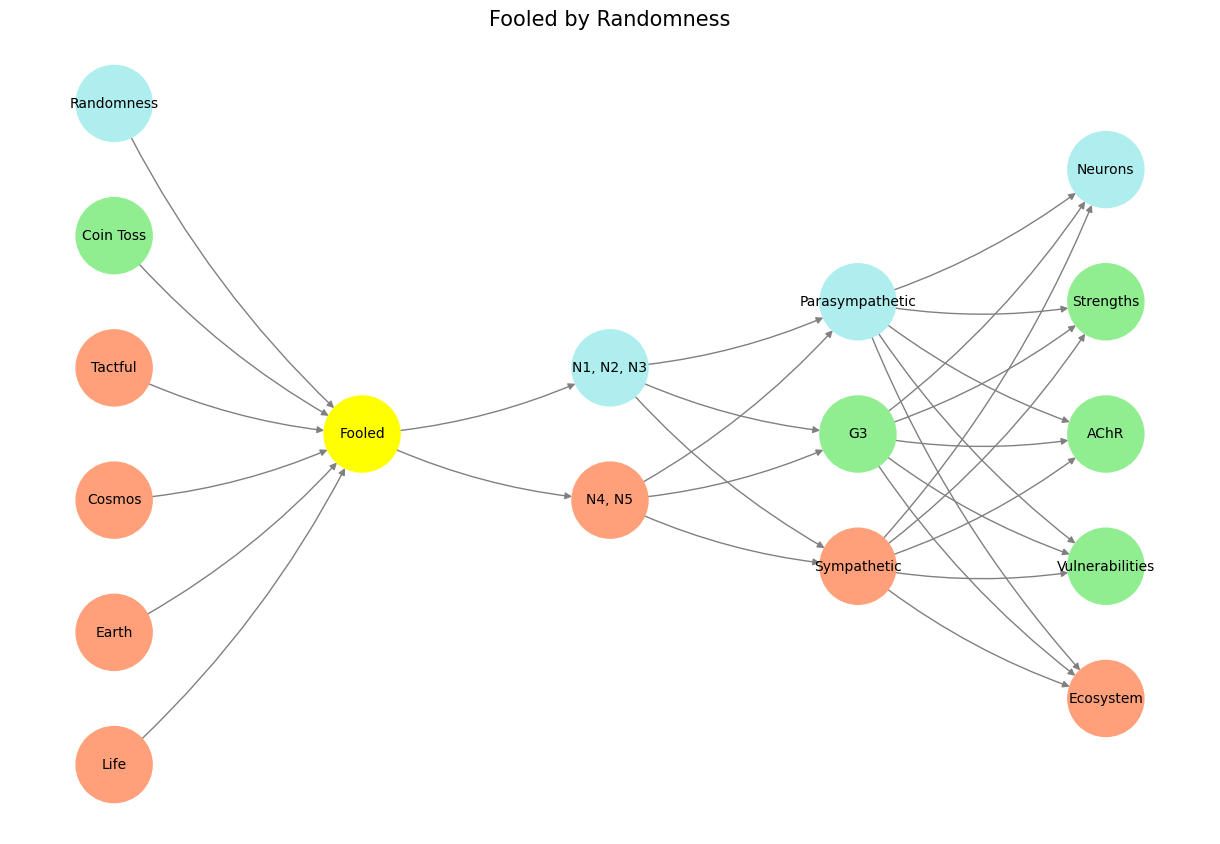 Fooled by Randomness
Randomness
Coin Toss
Tactful
Cosmos
Earth
Life
Fooled
N1, N2, N3
N4, N5
Parasympathetic
G3
Sympathetic
Neurons
Strengths
AChR
Vulnerabilities
Ecosystem